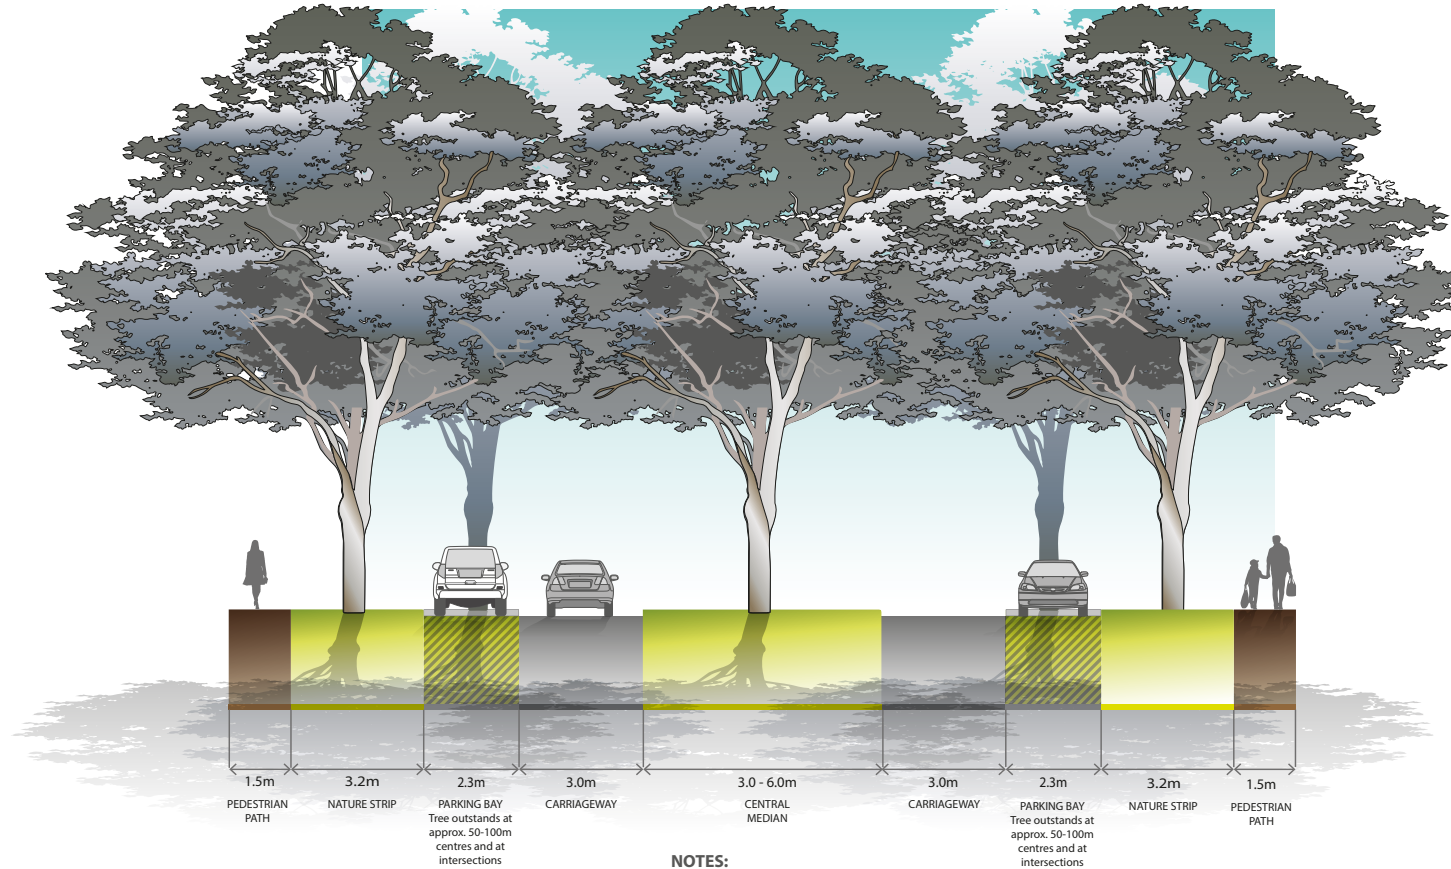 1.5m
3.2m
2.3m
3.0m
3.0 - 6.0m
3.0m
2.3m
3.2m
1.5m
PEDESTRIAN
PATH
NATURE STRIP
PARKING BAY
Tree outstands at
approx. 50-100m
centres and at
intersections
CARRIAGEWAY
CENTRAL
MEDIAN
CARRIAGEWAY
PARKING BAY
Tree outstands at
approx. 50-100m
centres and at
intersections
NATURE STRIP
PEDESTRIAN
PATH
NOTES: